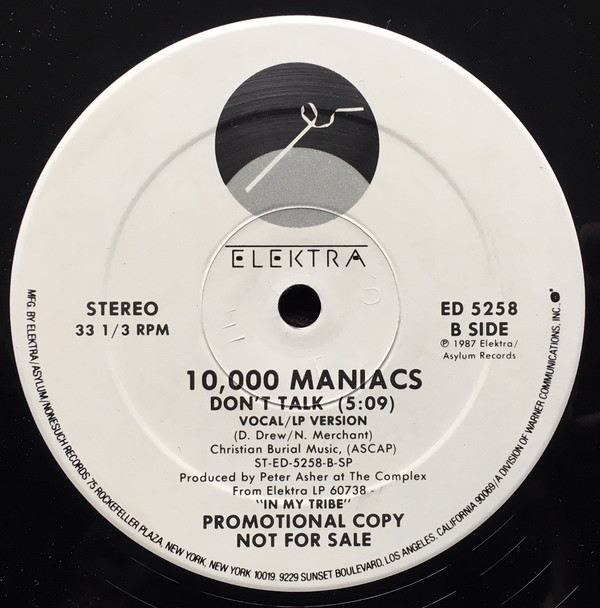 ELEKTRA
STEREO
33 1/3 RPM
ED 5258
B SIDE
℗ 1987 Elektra/
Asylum Records
10,000 MANIACS
DON'T TALK (5:09)
VOCAL/LP VERSION
(D. Drew/N. Merchant)
Christian Burial Music, (ASCAP)
ST-ED-5258-B-SP
Produced by Peter Asher at The Complex
From Elektra LP 60738 -
"IN MY TRIBE"
PROMOTIONAL COPY
NOT FOR SALE
MFG. BY ELEKTRA/ASYLUM/NONESUCH RECORDS 75 ROCKEFELLER PLAZA, NEW YORK, NEW YORK 10019. 9229 SUNSET BOULEVARD, LOS ANGELES, CALIFORNIA 90069/A DIVISION OF WARNER COMMUNICATIONS, INC.